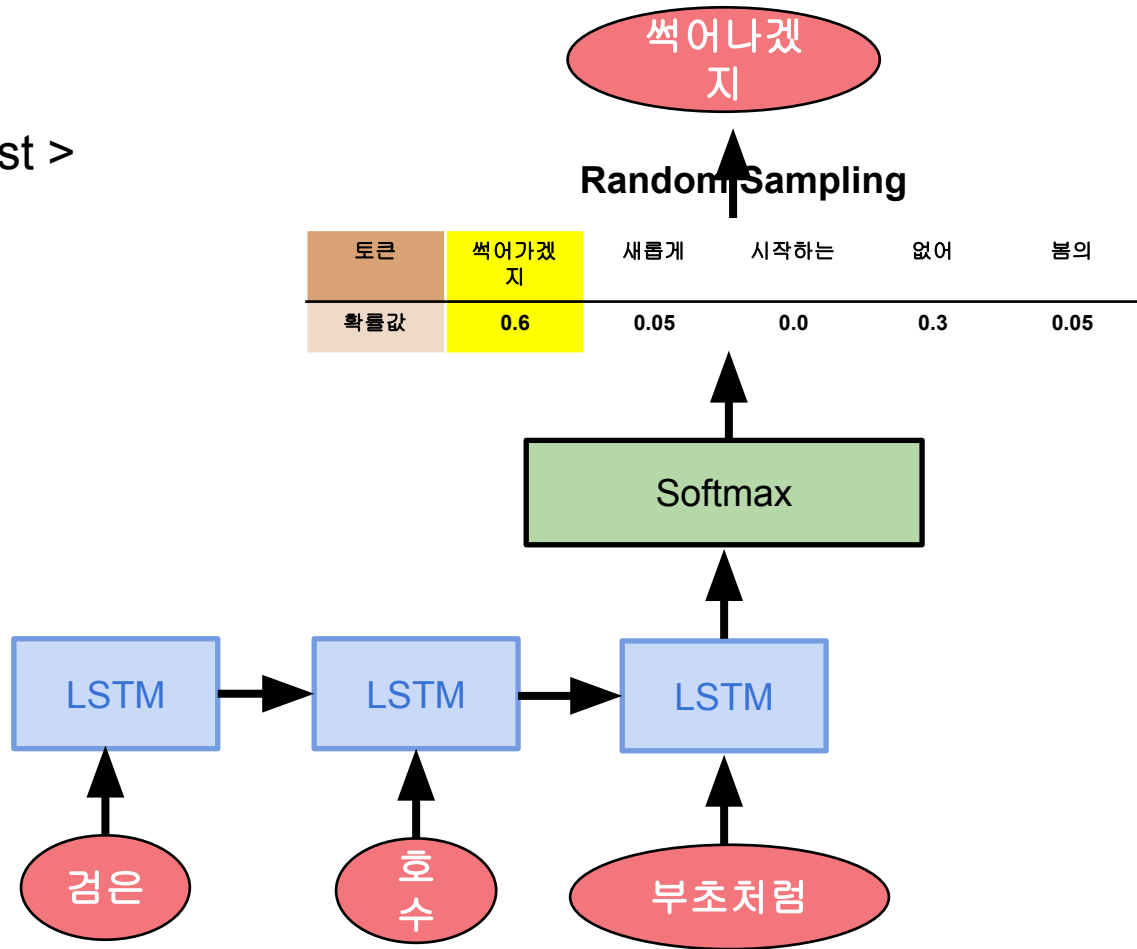 썩어나겠
지
st >
Random Sampling
토큰 썩어가겠 새롭게 시작하는 없어 봄의
지
확률값 0.6 0.05 0.0 0.3 0.05
Softmax
LSTM LSTM LSTM
검은 호 부초처럼
수